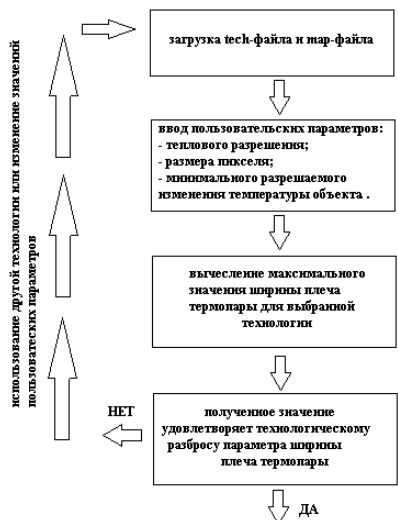 загрузка tech-файла и map-файла
ввод пользовательских параметров:
- теплового разрешения;
- размера пикселя;
- минимального разрешаемого
изменения температуры объекта .
вычесление максимального
значения ширины плеча
термопары для выбранной
технологии
полученное значение
удовлетворяет технологическому
разбросу параметра ширины
плеча термопары
НЕТ
ДА
использование другой технологии или изменение значений
пользоватеских параметров